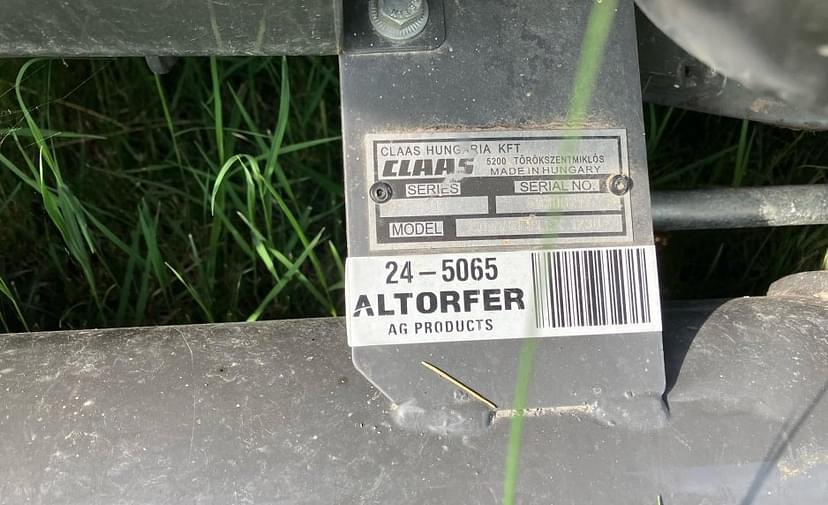 CLAAS HUNGARIA KFT
CLAAS 5200 TÖRÖKSZENTMIKLÓS
MADE IN HUNGARY
SERIES SERIAL NO.
MODEL
24-5065
ALTORFER
AG PRODUCTS